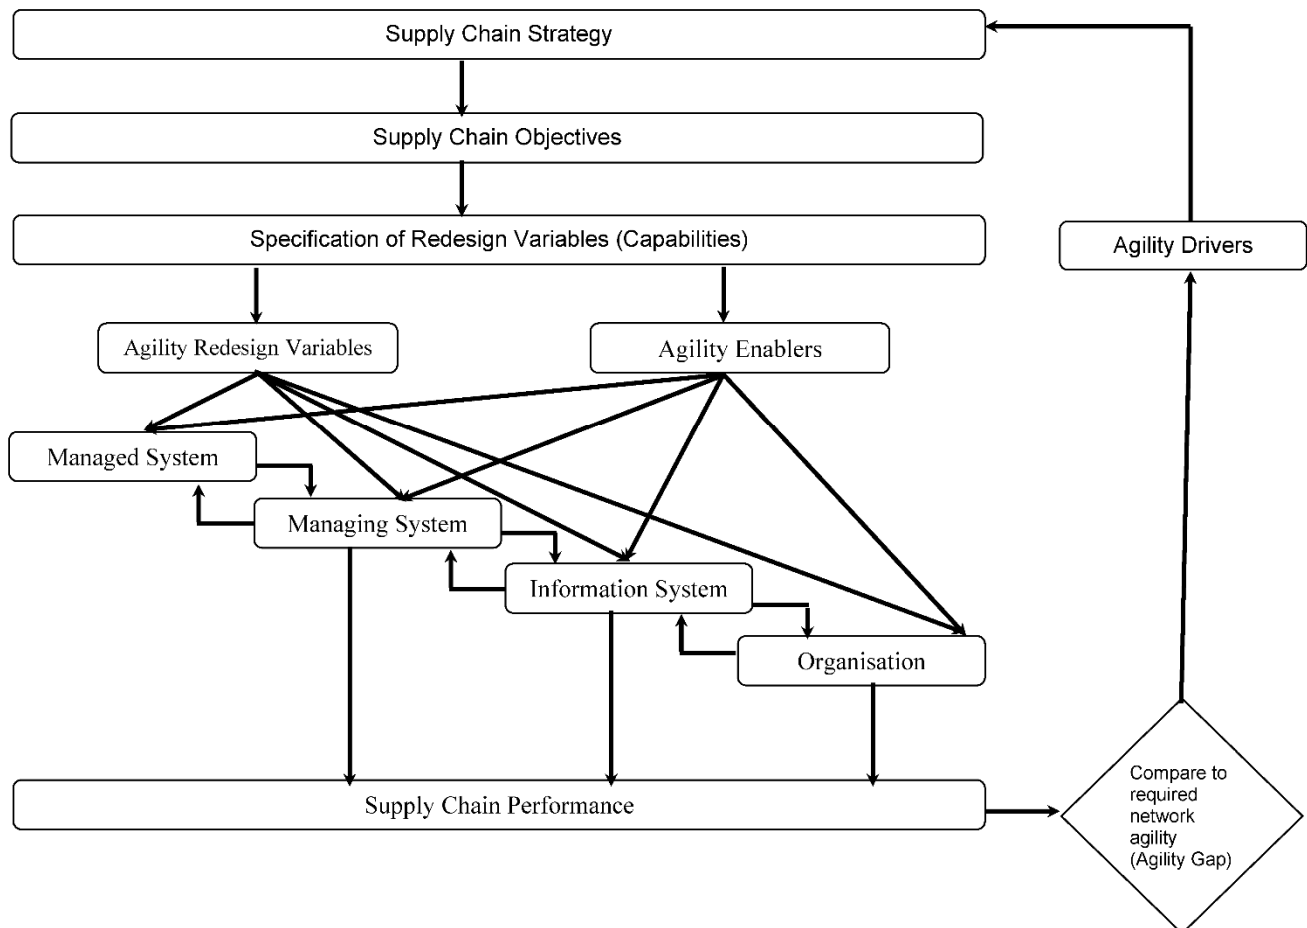 Supply Chain Strategy
Supply Chain Objectives
Specification of Redesign Variables (Capabilities)
Agility Drivers
Agility Redesign Variables
Agility Enablers
Managed System
Managing System
Information System
Organisation
Supply Chain Performance
Compare to
required
network
agility
(Agility Gap)